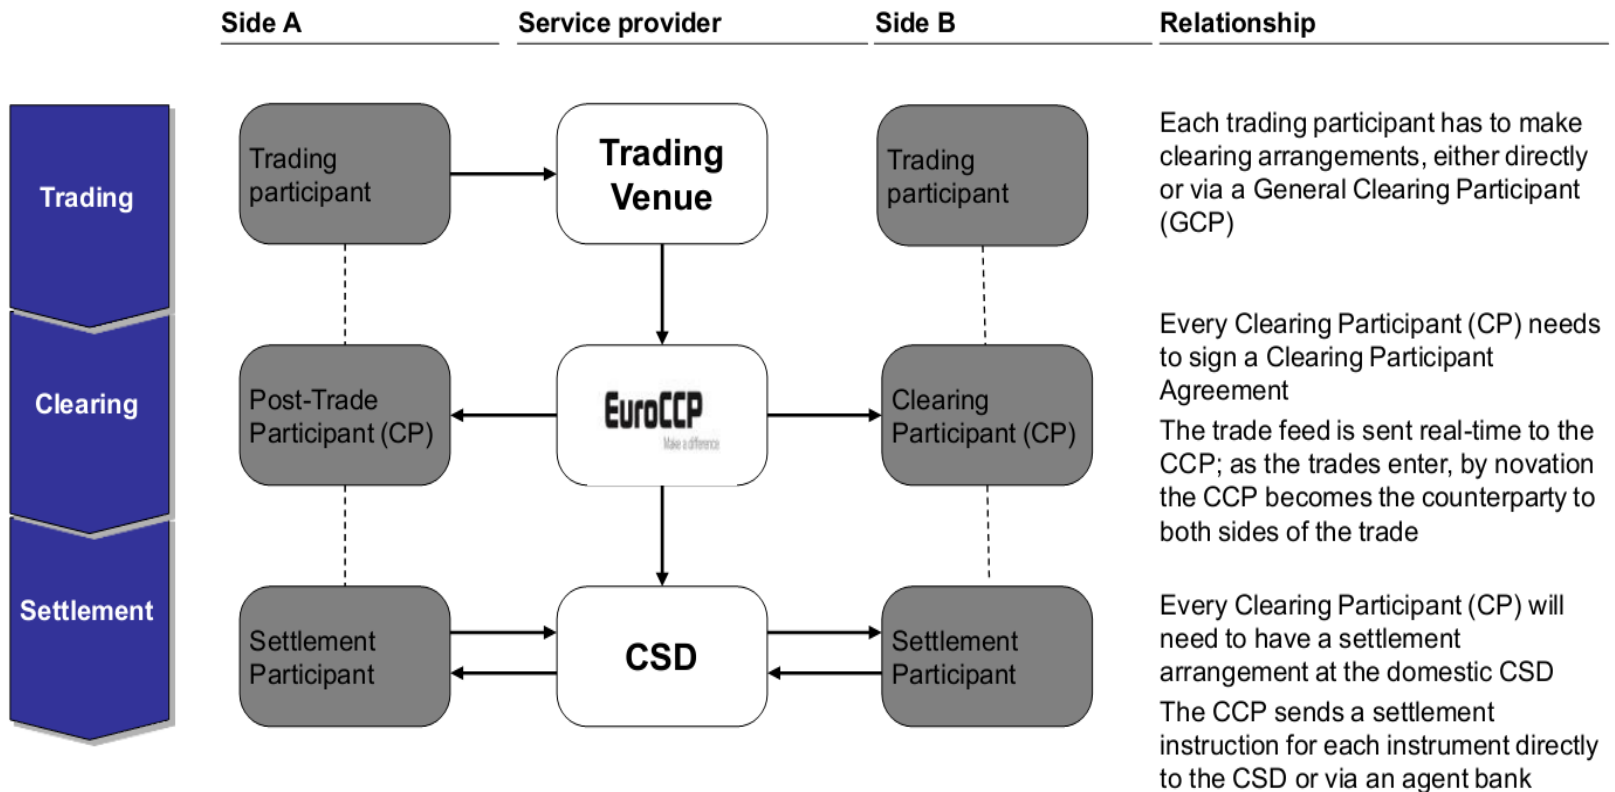 Side A
Service provider
Side B
Relationship
Trading
Trading
participant
Trading
Venue
Trading
participant
Each trading participant has to make
clearing arrangements, either directly
or via a General Clearing Participant
(GCP)
Clearing
Post-Trade
Participant (CP)
EuroCCP
Make a difference
Clearing
Participant (CP)
Every Clearing Participant (CP) needs
to sign a Clearing Participant
Agreement
The trade feed is sent real-time to the
CCP; as the trades enter, by novation
the CCP becomes the counterparty to
both sides of the trade
Settlement
Settlement
Participant
CSD
Settlement
Participant
Every Clearing Participant (CP) will
need to have a settlement
arrangement at the domestic CSD
The CCP sends a settlement
instruction for each instrument directly
to the CSD or via an agent bank